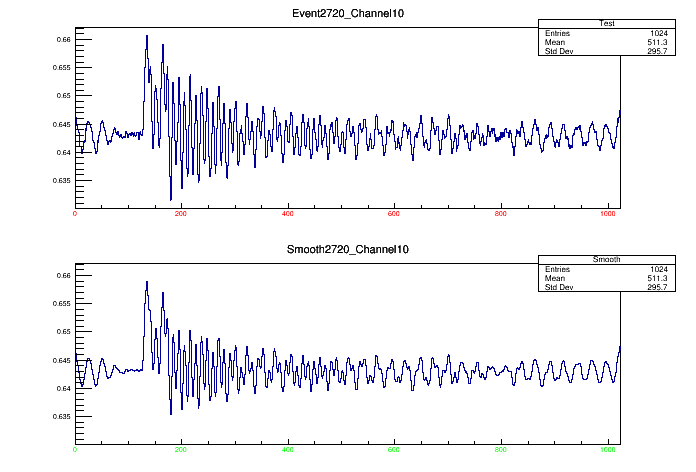 Event2720_Channel10
Test
Entries 1024
Mean 511.3
Std Dev 295.7
0.66
0.655
0.65
0.645
0.64
0.635
0 200 400 600 800 1000
Smooth2720_Channel10
Smooth
Entries 1024
Mean 511.3
Std Dev 295.7
0.66
0.655
0.65
0.645
0.64
0.635
0 200 400 600 800 1000